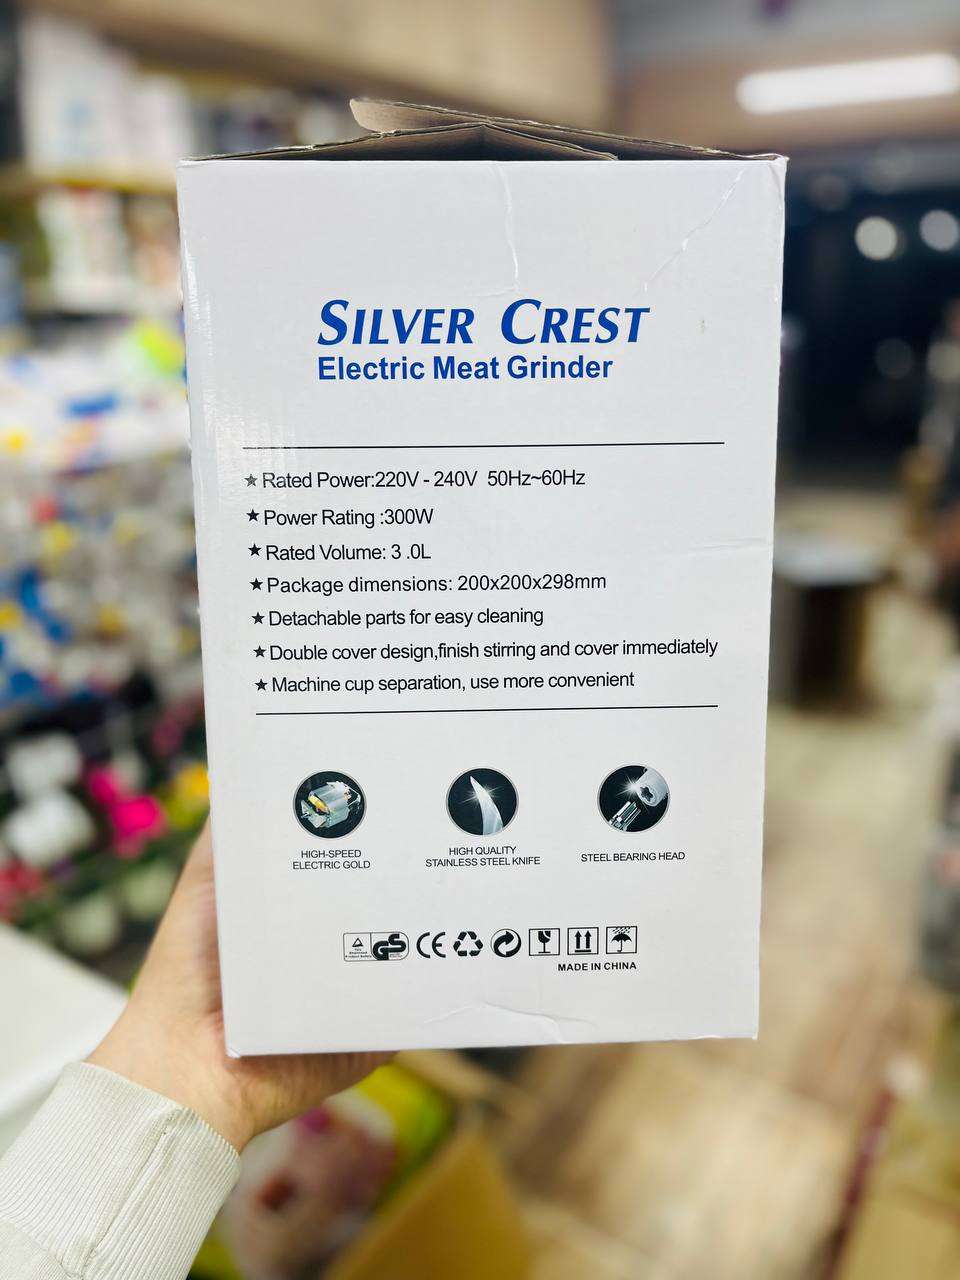 SILVER CREST
Electric Meat Grinder
★ Rated Power:220V - 240V 50Hz~60Hz
★ Power Rating :300W
★ Rated Volume: 3 .0L
★ Package dimensions: 200x200x298mm
★ Detachable parts for easy cleaning
★ Double cover design,finish stirring and cover immediately
★ Machine cup separation, use more convenient
HIGH-SPEED
ELECTRIC GOLD
HIGH QUALITY
STAINLESS STEEL KNIFE
STEEL BEARING HEAD
GS CE
MADE IN CHINA